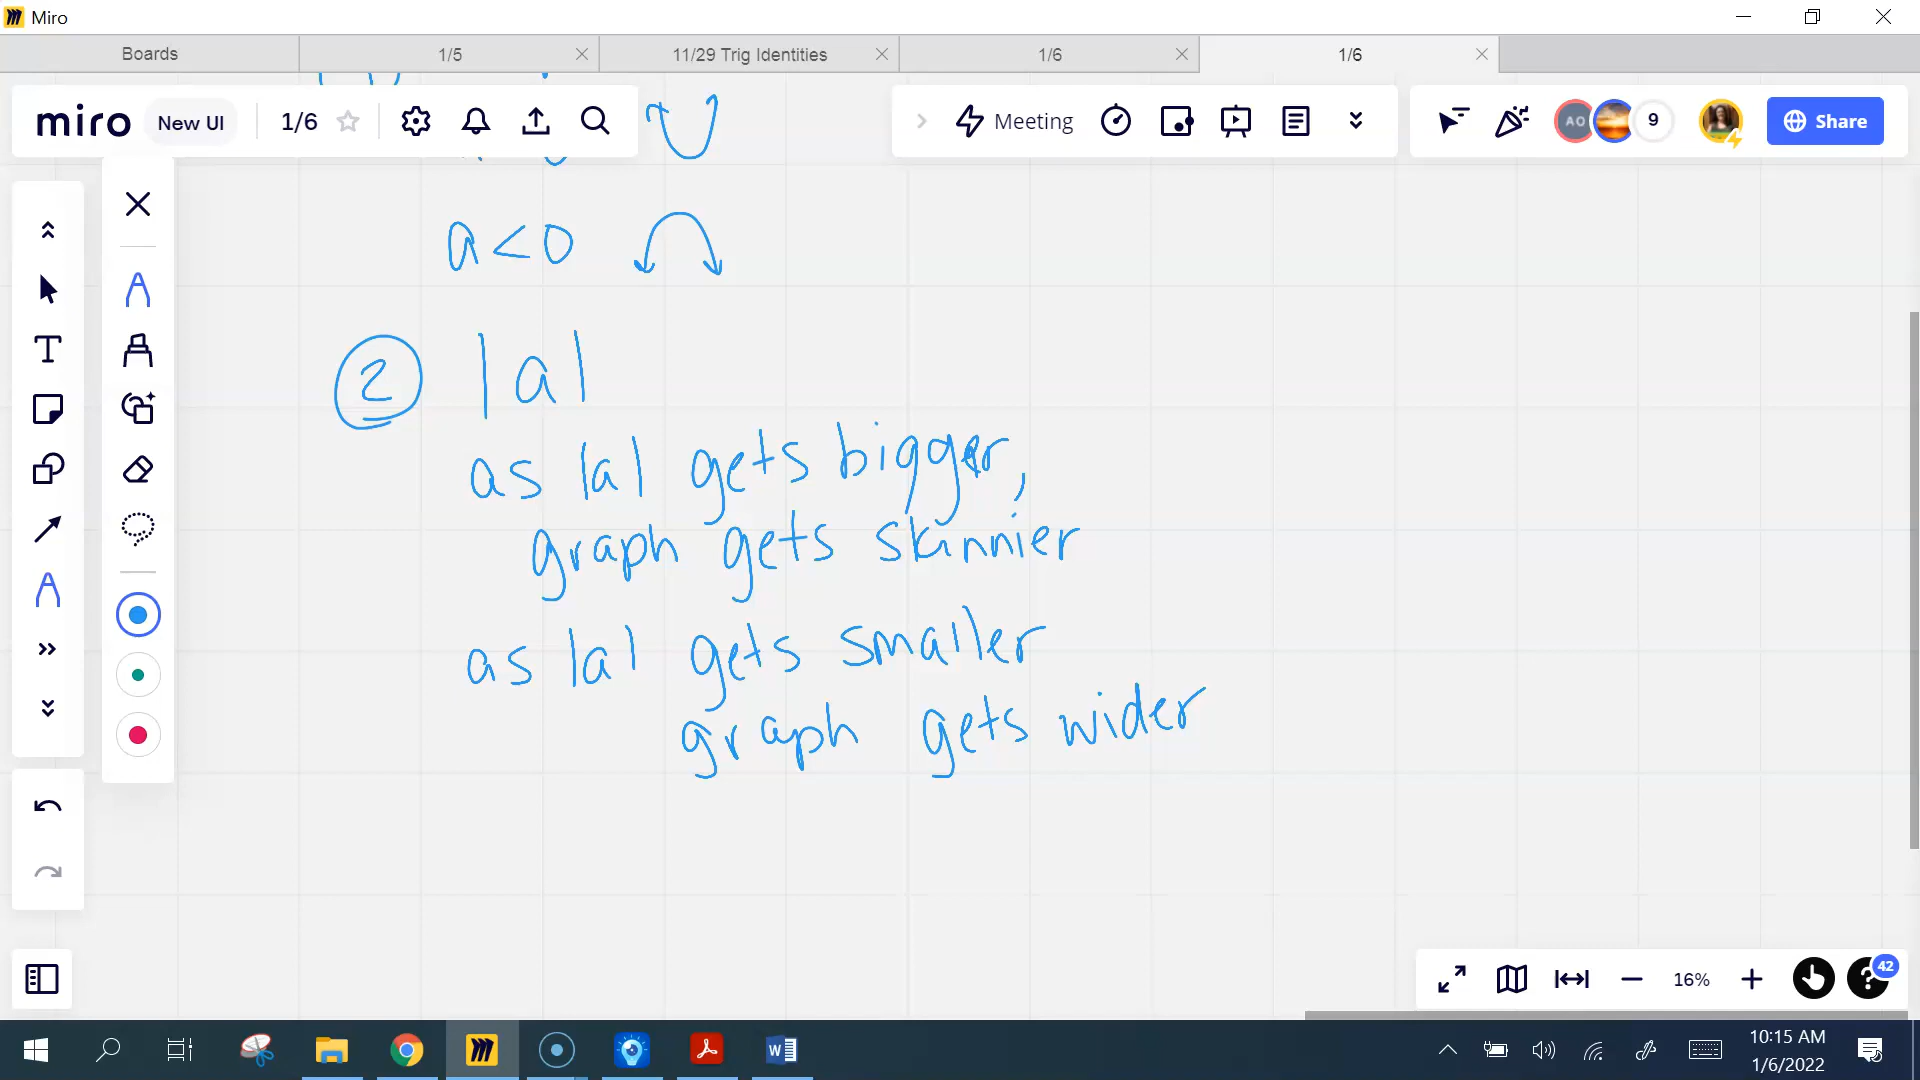 Miro
Boards
1/5
11/29 Trig Identities
1/6
1/6
miro
New UI
1/6
Meeting
AO
9
Share
a<0
2 |a|
as |a| gets bigger,
graph gets skinnier
as |a| gets smaller
graph gets wider
16%
42
10:15 AM
1/6/2022